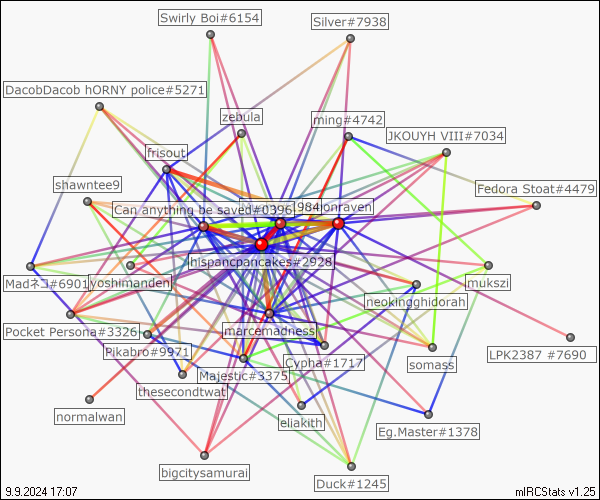 Swirly Boi#6154
Silver#7938
DacobDacob hORNY police#5271
zebula
ming#4742
JKOUYH VIII#7034
frisout
shawntee9
Fedora Stoat#4479
Can anything be saved#0396
984
ionraven
hispancpancakes#2928
Madネコ#6901
yoshimanden
mukszi
neokingghidorah
Pocket Persona#3326
marcemadness
Pikabro#9971
Cypha#1717
LPK2387 #7690
somass
Majestic#3375
thesecondtwat
normalwan
eliakith
Eg.Master#1378
bigcitysamurai
Duck#1245
9.9.2024 17:07
mIRCStats v1.25